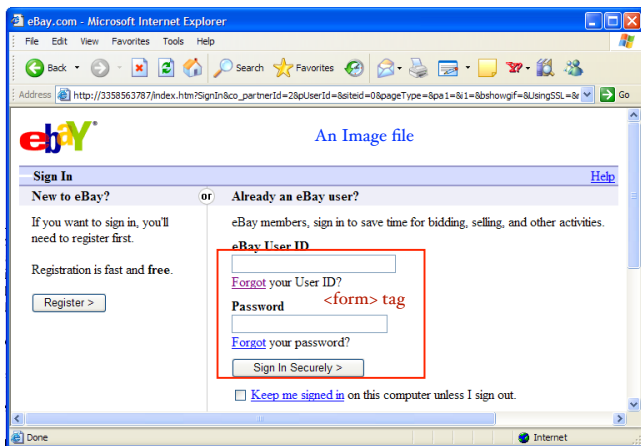 eBay.com - Microsoft Internet Explorer
File Edit View Favorites Tools Help
Back Search Favorites
Address http://3358563787/index.htm?SignIn&co_partnerId=2&pUserId=&siteid=0&pageType=&pa1=&i1=&bshowgif=&UsingSSL=& Go
ebaY An Image file
Sign In Help
New to eBay? or Already an eBay user?
If you want to sign in, you'll need to register first.
eBay members, sign in to save time for bidding, selling, and other activities.
eBay User ID
Registration is fast and free.
Forgot your User ID?
<form> tag
Register >
Password
Forgot your password?
Sign In Securely >
Keep me signed in on this computer unless I sign out.
Done Internet